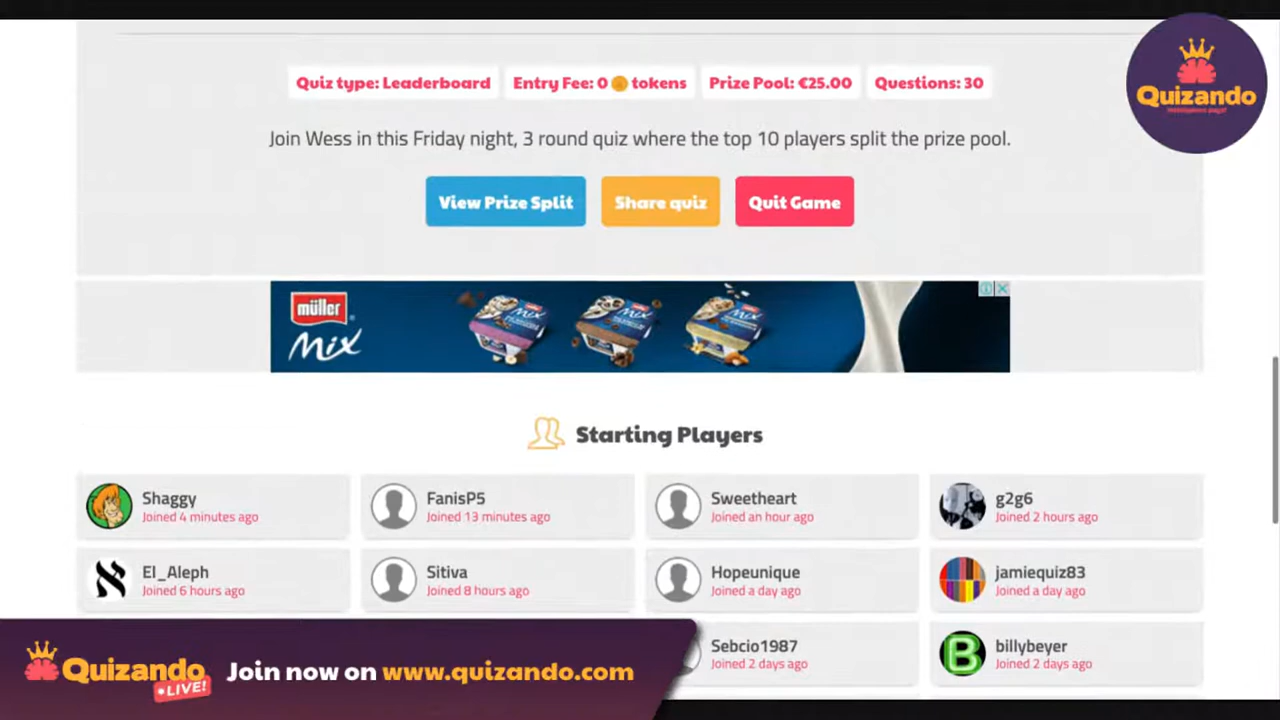 Quiz type: Leaderboard
Entry Fee: 0 tokens
Prize Pool: €25.00
Questions: 30
Quizando
Join Wess in this Friday night, 3 round quiz where the top 10 players split the prize pool.
View Prize Split
Share quiz
Quit Game
müller
Mix
Starting Players
Shaggy
Joined 4 minutes ago
FanisP5
Joined 13 minutes ago
Sweetheart
Joined an hour ago
g2g6
Joined 2 hours ago
El_Aleph
Joined 6 hours ago
Sitiva
Joined 8 hours ago
Hopeunique
Joined a day ago
jamiequiz83
Joined a day ago
Sebcio1987
Joined 2 days ago
B
billybeyer
Joined 2 days ago
Quizando
LIVE!
Join now on www.quizando.com